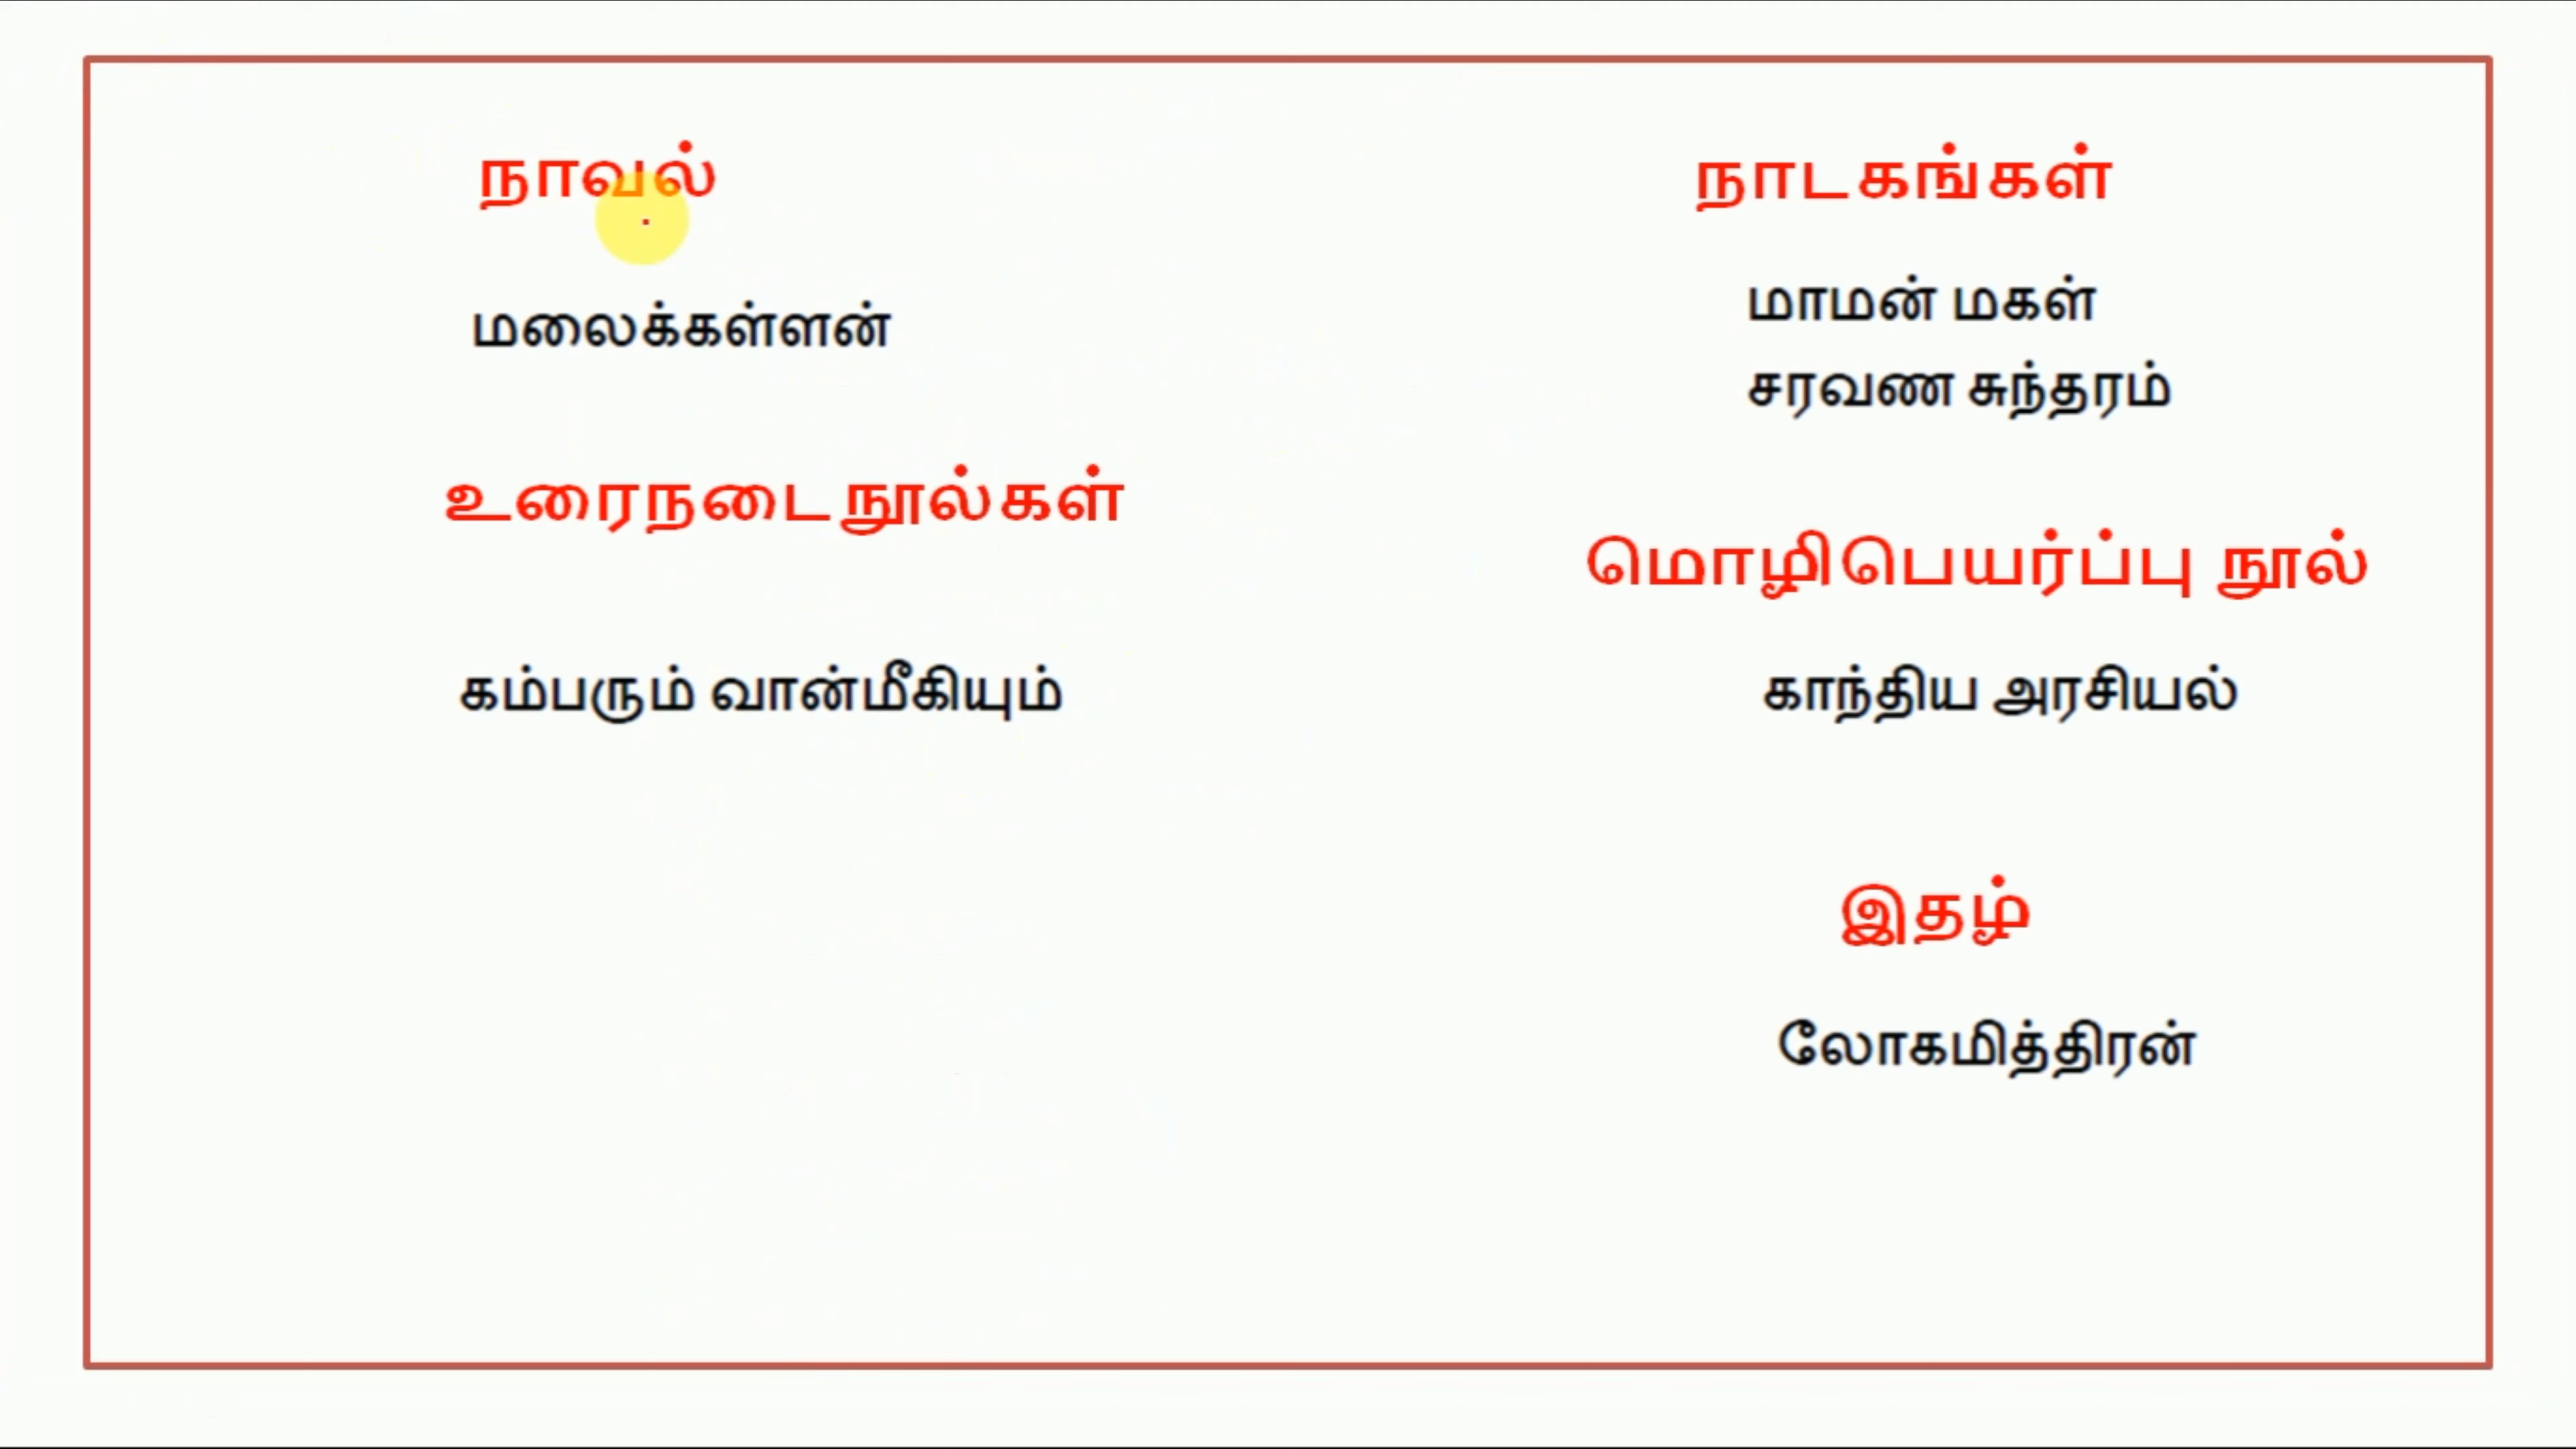 நாவல்
மலைக்கள்ளன்
உரைநடைநூல்கள்
கம்பரும் வான்மீகியும்
நாடகங்கள்
மாமன் மகள்
சரவண சுந்தரம்
மொழிபெயர்ப்பு நூல்
காந்திய அரசியல்
இதழ்
லோகமித்திரன்